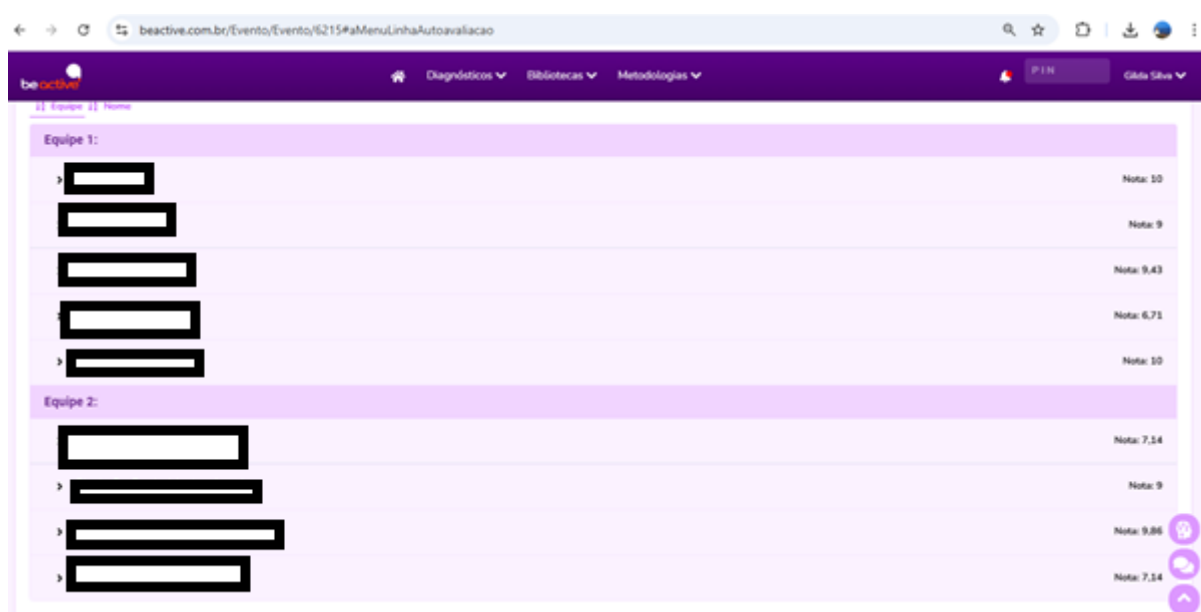 beactive.com.br/Evento/Evento/6215#aMenuLinhaAutoavaliacao
beactive Diagnósticos Bibliotecas Metodologias PIN Gilda Silva
Equipe Nome
Equipe 1:
Nota: 10
Nota: 9
Nota: 9,43
Nota: 6,71
Nota: 10
Equipe 2:
Nota: 7,14
Nota: 9
Nota: 9,86
Nota: 7,14